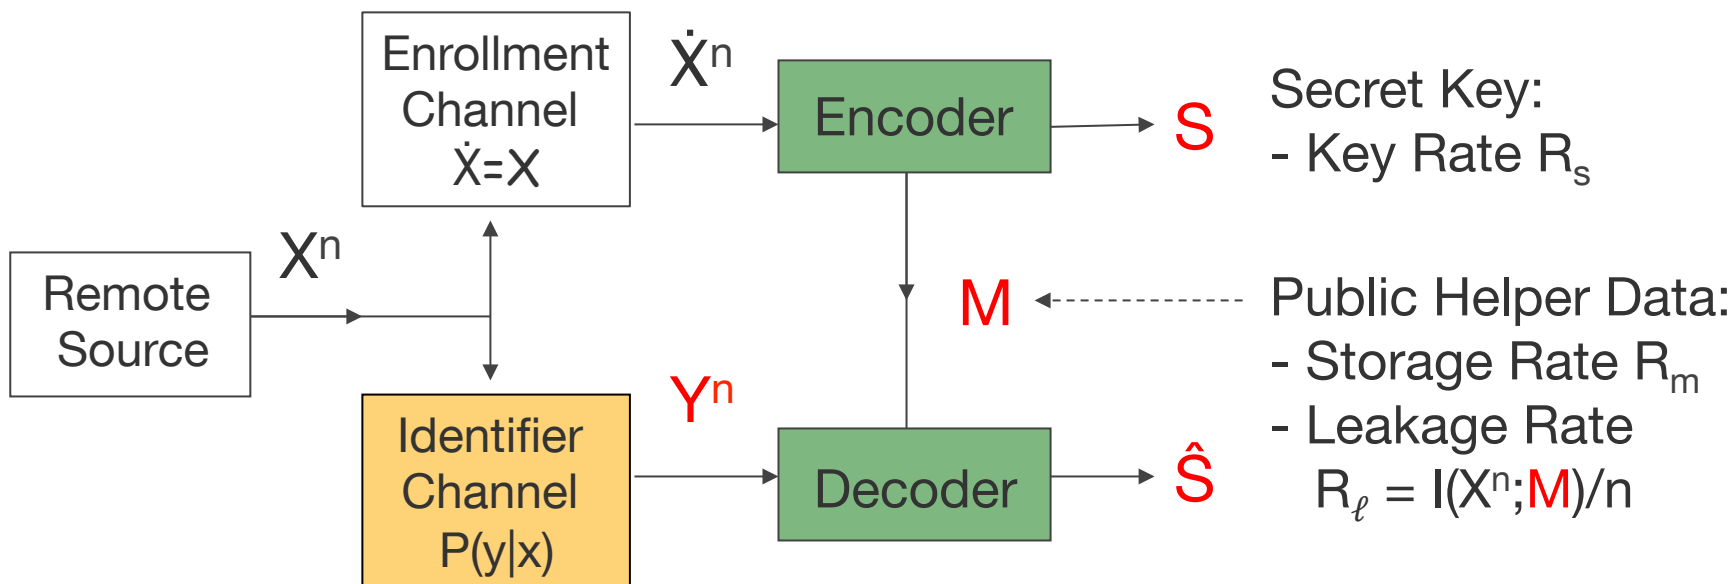 Enrollment
Channel
Ẋ=X
Ẋⁿ
Encoder
S
Secret Key:
- Key Rate Rₛ
Xⁿ
Remote
Source
M
Public Helper Data:
- Storage Rate Rₘ
- Leakage Rate
R_ℓ = I(Xⁿ;M)/n
Identifier
Channel
P(y|x)
Yⁿ
Decoder
Ŝ